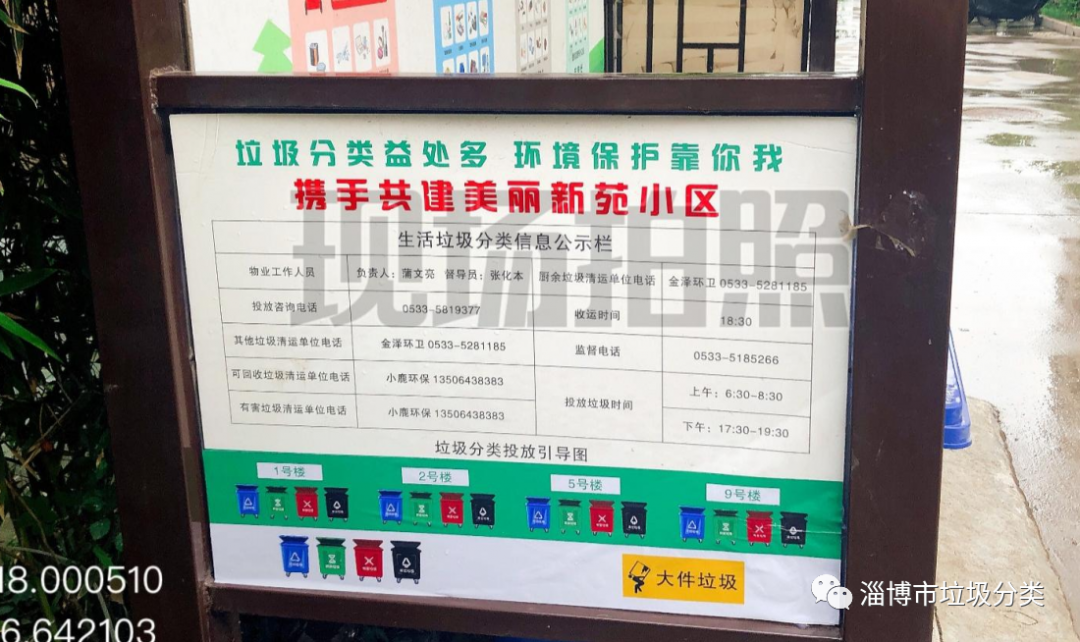 垃圾分类益处多 环境保护靠你我
携手共建美丽新苑小区
现场拍照
生活垃圾分类信息公示栏
物业工作人员 负责人：蒲文亮 督导员：张化本 厨余垃圾清运单位电话 金泽环卫 0533-5281185
投放咨询电话 0533-5819377 收运时间 18:30
其他垃圾清运单位电话 金泽环卫 0533-5281185 监督电话 0533-5185266
可回收垃圾清运单位电话 小鹿环保 13506438383 投放垃圾时间 上午：6:30-8:30
有害垃圾清运单位电话 小鹿环保 13506438383 下午：17:30-19:30
垃圾分类投放引导图
1号楼 2号楼 5号楼 9号楼
大件垃圾
18.000510
6.642103
淄博市垃圾分类